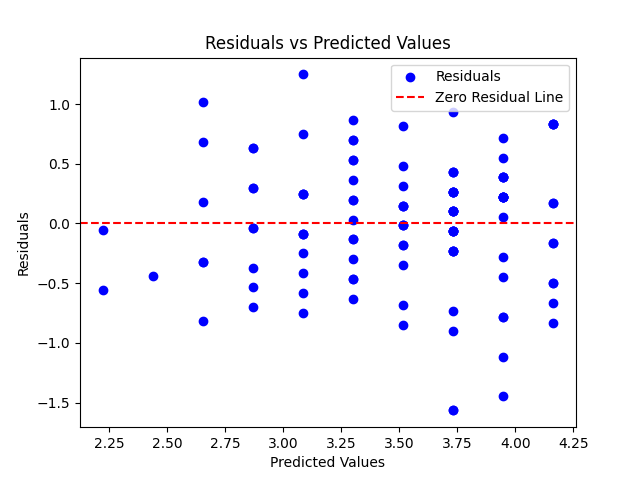 Residuals vs Predicted Values
Residuals
Zero Residual Line
1.0
0.5
0.0
−0.5
−1.0
−1.5
Residuals
2.25 2.50 2.75 3.00 3.25 3.50 3.75 4.00 4.25
Predicted Values